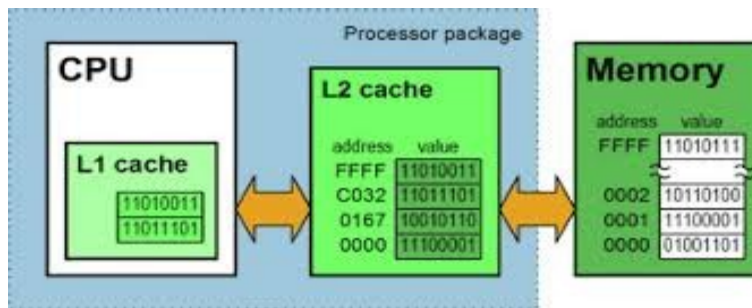 Processor package
CPU
L1 cache
11010011
11011101
L2 cache
address value
FFFF 11010011
C032 11011101
0167 10010110
0000 11100001
Memory
address value
FFFF 11010111
0002 10110100
0001 11100001
0000 01001101